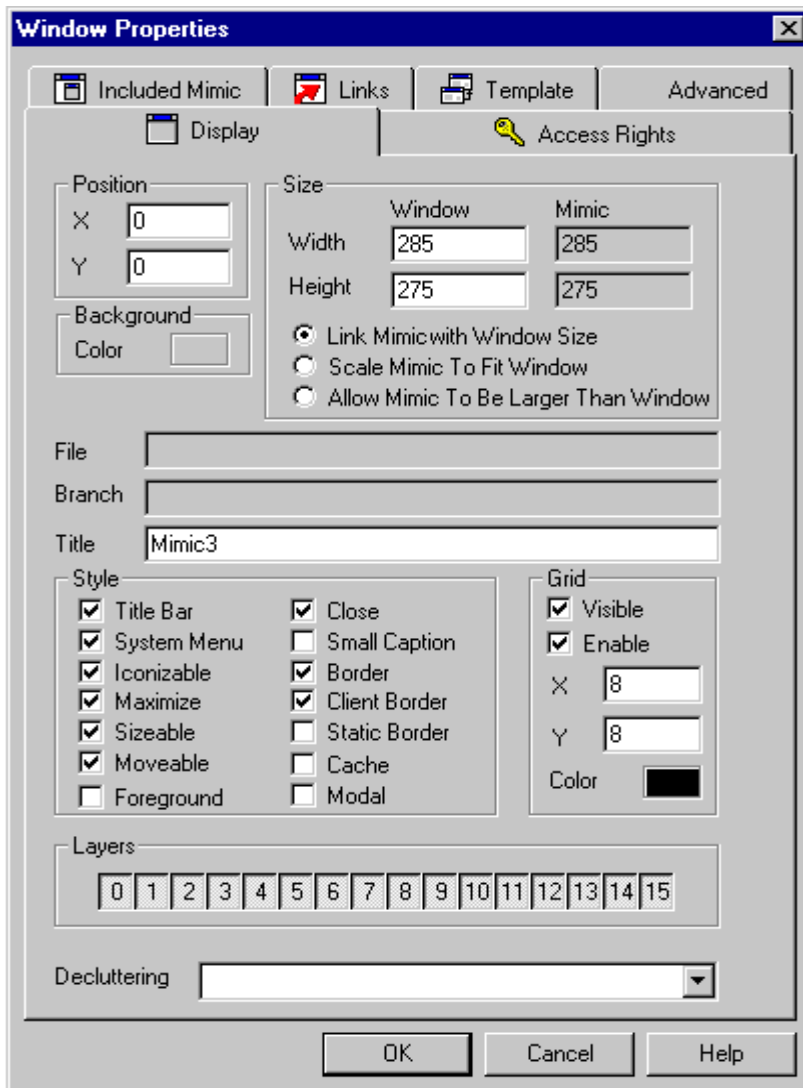 Window Properties
Included Mimic Links Template Advanced
Display Access Rights
Position
X 0
Y 0
Background
Color
Size
Window Mimic
Width 285 285
Height 275 275
Link Mimic with Window Size
Scale Mimic To Fit Window
Allow Mimic To Be Larger Than Window
File
Branch
Title Mimic3
Style
Title Bar Close
System Menu Small Caption
Iconizable Border
Maximize Client Border
Sizeable Static Border
Moveable Cache
Foreground Modal
Grid
Visible
Enable
X 8
Y 8
Color
Layers
0 1 2 3 4 5 6 7 8 9 10 11 12 13 14 15
Decluttering
OK Cancel Help